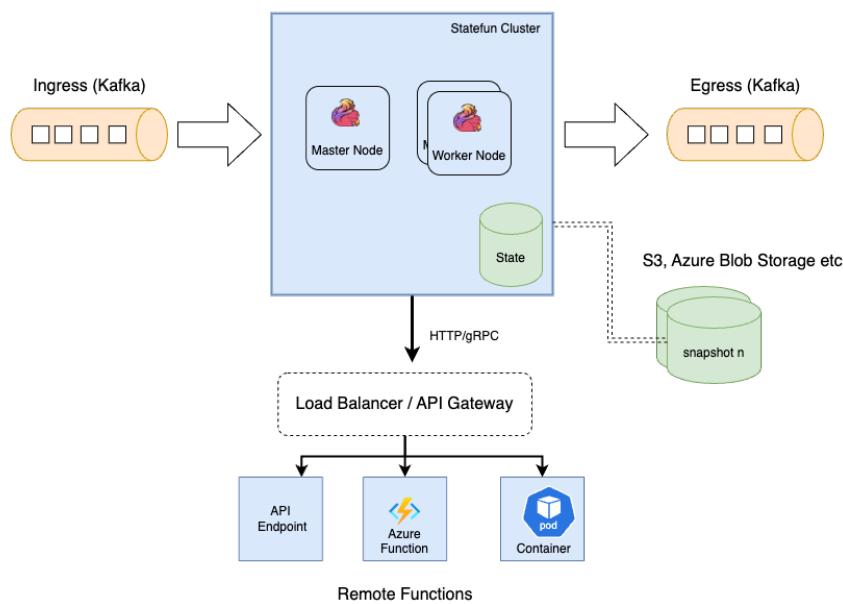 Statefun Cluster
Ingress (Kafka)
Egress (Kafka)
Master Node
M
Worker Node
State
S3, Azure Blob Storage etc
snapshot n
HTTP/gRPC
Load Balancer / API Gateway
API
Endpoint
Azure
Function
pod
Container
Remote Functions